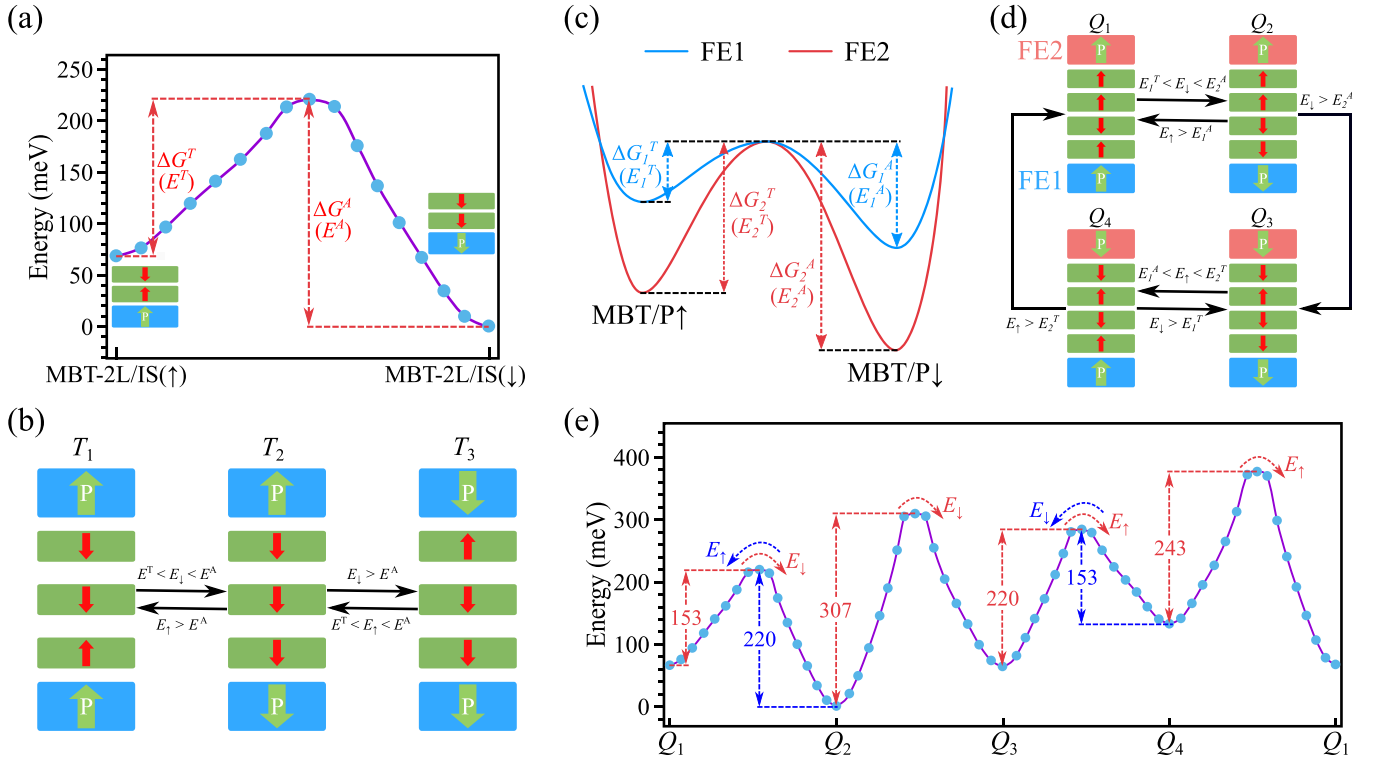 (a)
Energy (meV)
250
200
150
100
50
0
ΔG^T
(E^T)
ΔG^A
(E^A)
P
P
MBT-2L/IS(↑)
MBT-2L/IS(↓)
(b)
T₁
T₂
T₃
P
P
P
E^T < E↓ < E^A
E↓ > E^A
E↑ > E^A
E^T < E↑ < E^A
P
P
P
(c)
FE1
FE2
ΔG₁^T
(E₁^T)
ΔG₂^T
(E₂^T)
ΔG₁^A
(E₁^A)
ΔG₂^A
(E₂^A)
MBT/P↑
MBT/P↓
(d)
Q₁
Q₂
FE2
P
P
E₁^T < E↓ < E₂^A
E↓ > E₂^A
E↑ > E₁^A
FE1
P
P
Q₄
Q₃
P
P
E₁^A < E↑ < E₂^T
E↑ > E₂^T
E↓ > E₁^T
P
P
(e)
Energy (meV)
400
300
200
100
0
E↑
E↓
153
220
E↓
307
E↓
E↑
220
153
E↑
243
Q₁
Q₂
Q₃
Q₄
Q₁